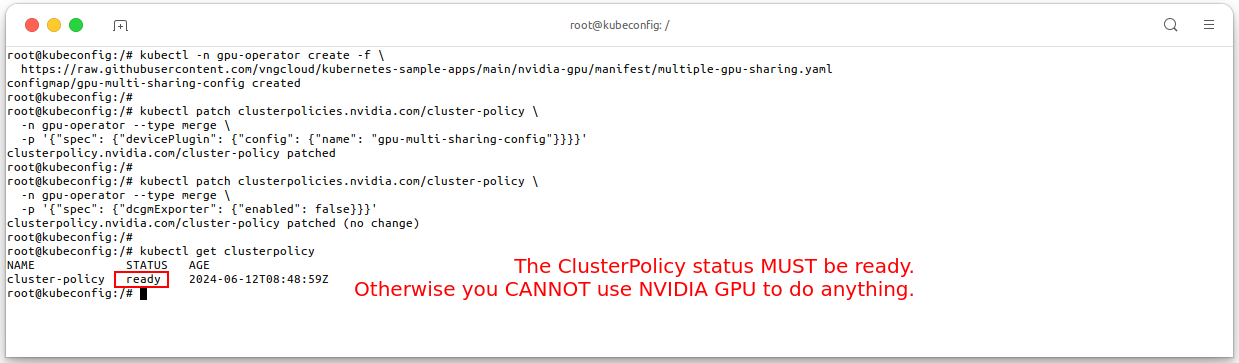 root@kubeconfig: /
root@kubeconfig:/# kubectl -n gpu-operator create -f \
  https://raw.githubusercontent.com/vngcloud/kubernetes-sample-apps/main/nvidia-gpu/manifest/multiple-gpu-sharing.yaml
configmap/gpu-multi-sharing-config created
root@kubeconfig:/#
root@kubeconfig:/# kubectl patch clusterpolicies.nvidia.com/cluster-policy \
  -n gpu-operator --type merge \
  -p '{"spec": {"devicePlugin": {"config": {"name": "gpu-multi-sharing-config"}}}}'
clusterpolicy.nvidia.com/cluster-policy patched
root@kubeconfig:/#
root@kubeconfig:/# kubectl patch clusterpolicies.nvidia.com/cluster-policy \
  -n gpu-operator --type merge \
  -p '{"spec": {"dcgmExporter": {"enabled": false}}}'
clusterpolicy.nvidia.com/cluster-policy patched (no change)
root@kubeconfig:/#
root@kubeconfig:/# kubectl get clusterpolicy
NAME             STATUS   AGE
cluster-policy   ready    2024-06-12T08:48:59Z
root@kubeconfig:/#
The ClusterPolicy status MUST be ready.
Otherwise you CANNOT use NVIDIA GPU to do anything.